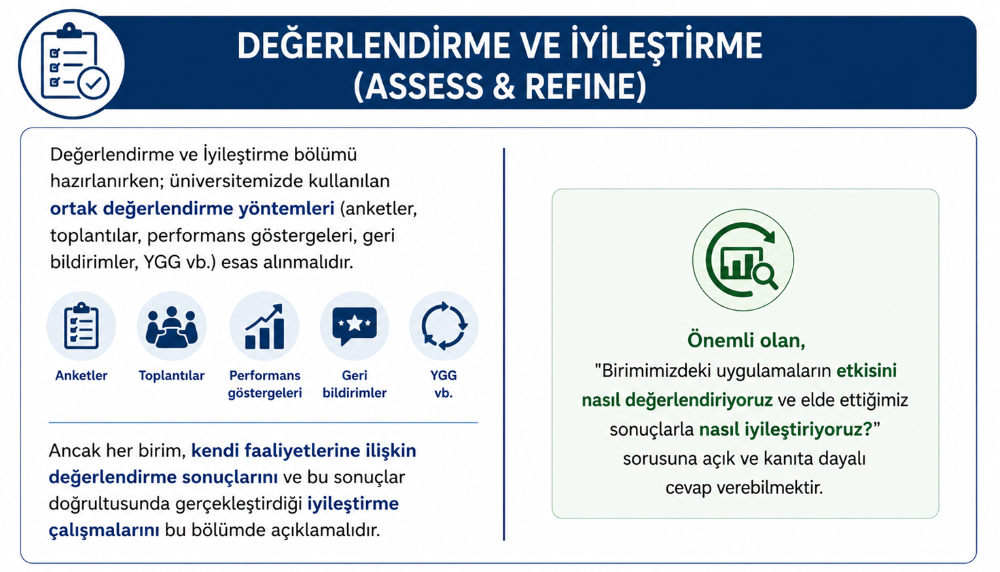 DEĞERLENDİRME VE İYİLEŞTİRME
(ASSESS & REFINE)
Değerlendirme ve İyileştirme bölümü
hazırlanırken; üniversitemizde kullanılan
ortak değerlendirme yöntemleri (anketler,
toplantılar, performans göstergeleri, geri
bildirimler, YGG vb.) esas alınmalıdır.
Anketler
Toplantılar
Performans
göstergeleri
Geri
bildirimler
YGG
vb.
Ancak her birim, kendi faaliyetlerine ilişkin
değerlendirme sonuçlarını ve bu sonuçlar
doğrultusunda gerçekleştirdiği iyileştirme
çalışmalarını bu bölümde açıklamalıdır.
Önemli olan,
"Birimimizdeki uygulamaların etkisini
nasıl değerlendiriyoruz ve elde ettiğimiz
sonuçlarla nasıl iyileştiriyoruz?”
sorusuna açık ve kanıta dayalı
cevap verebilmektir.